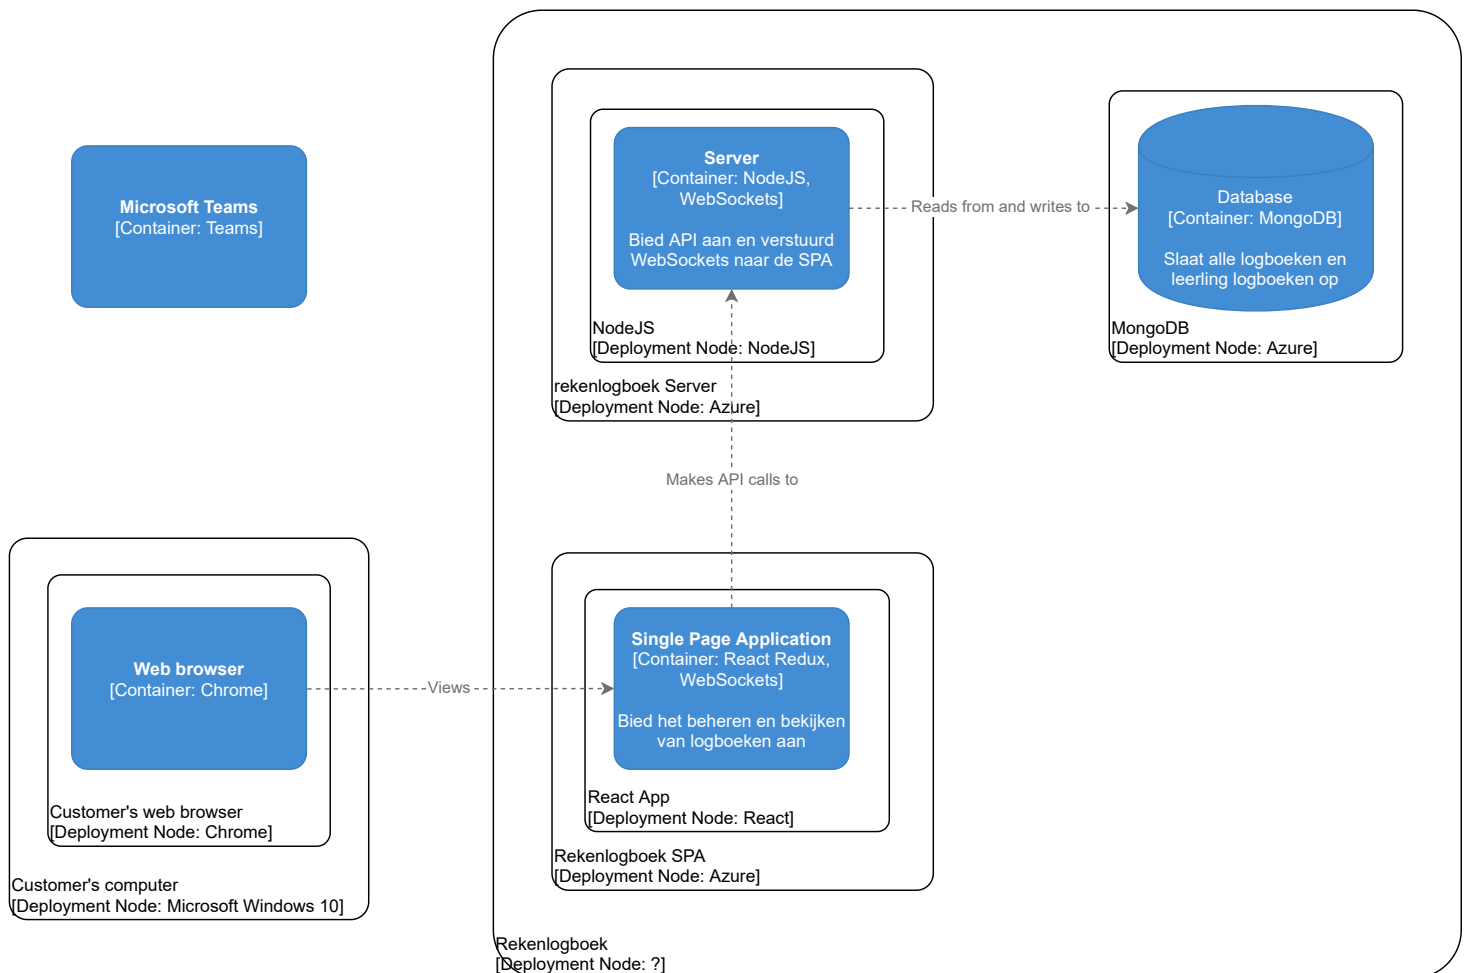 Microsoft Teams
[Container: Teams]
Server
[Container: NodeJS,
WebSockets]
Bied API aan en verstuurd
WebSockets naar de SPA
NodeJS
[Deployment Node: NodeJS]
rekenlogboek Server
[Deployment Node: Azure]
Reads from and writes to
Database
[Container: MongoDB]
Slaat alle logboeken en
leerling logboeken op
MongoDB
[Deployment Node: Azure]
Makes API calls to
Web browser
[Container: Chrome]
Customer's web browser
[Deployment Node: Chrome]
Customer's computer
[Deployment Node: Microsoft Windows 10]
Views
Single Page Application
[Container: React Redux,
WebSockets]
Bied het beheren en bekijken
van logboeken aan
React App
[Deployment Node: React]
Rekenlogboek SPA
[Deployment Node: Azure]
Rekenlogboek
[Deployment Node: ?]